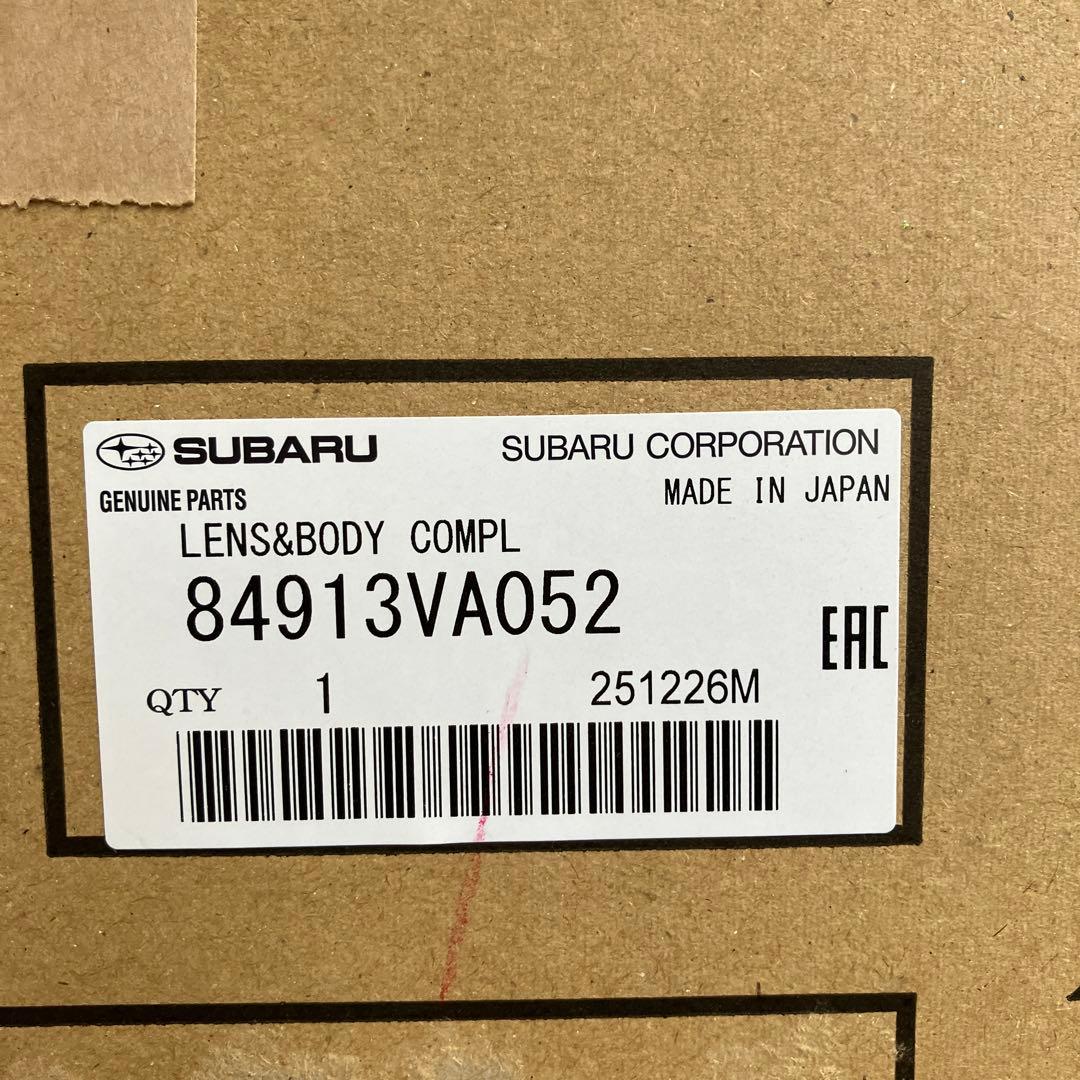 SUBARU SUBARU CORPORATION
GENUINE PARTS MADE IN JAPAN
LENS&BODY COMPL
84913VA052
EAC
QTY 1 251226M